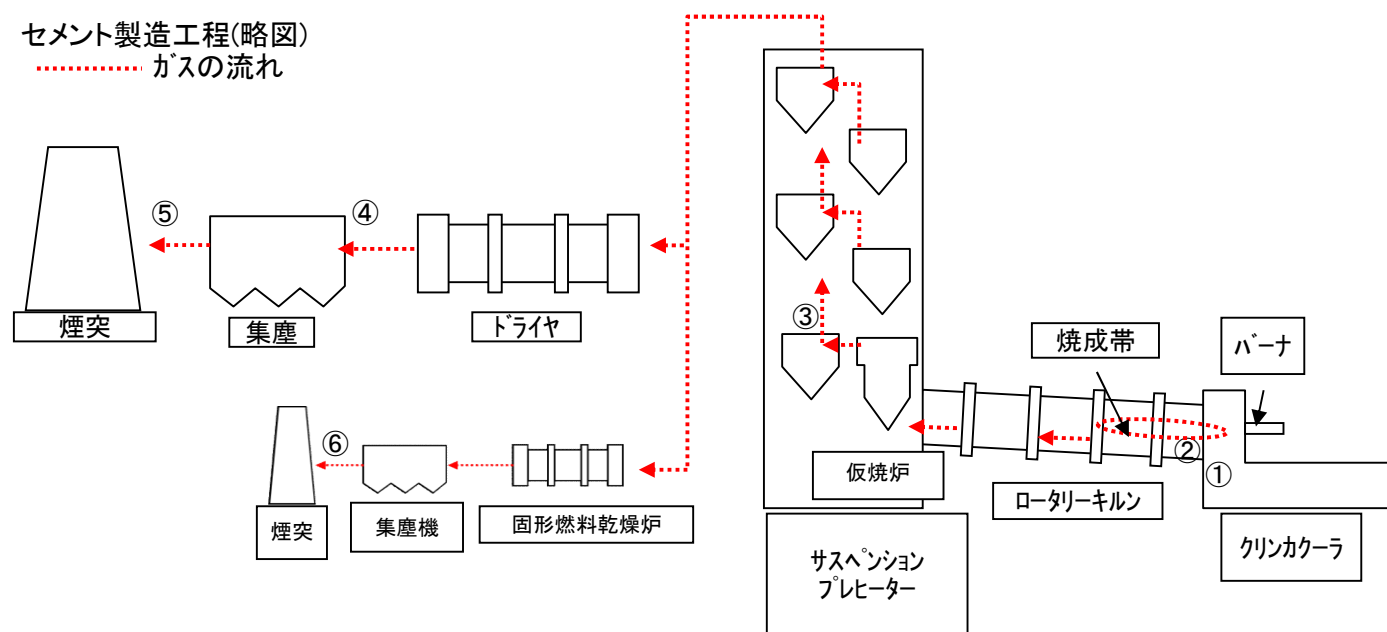 セメント製造工程(略図)
ガスの流れ
⑤
④
煙突
集塵
ドライヤ
③
焼成帯
バーナ
②
①
⑥
仮焼炉
ロータリーキルン
煙突
集塵機
固形燃料乾燥炉
サスペンション
プレヒーター
クリンカクーラ